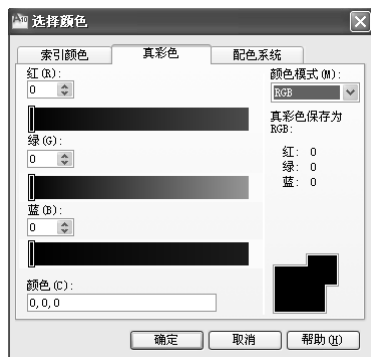 选择颜色
索引颜色 真彩色 配色系统
红(R):
0
绿(G):
0
蓝(B):
0
颜色(C):
0,0,0
颜色模式(M):
RGB
真彩色保存为
RGB:
红: 0
绿: 0
蓝: 0
确定 取消 帮助(H)